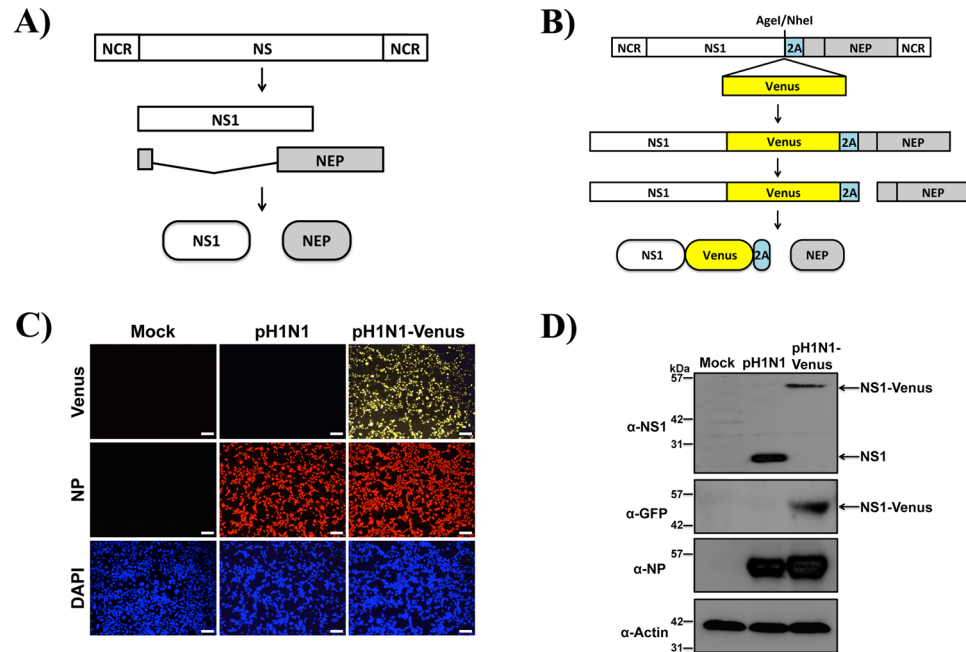 A)
NCR NS NCR
NS1
NEP
NS1 NEP
B)
AgeI/NheI
NCR NS1 2A NEP NCR
Venus
NS1 Venus 2A NEP
NS1 Venus 2A NEP
NS1 Venus 2A NEP
C)
Mock pH1N1 pH1N1-Venus
Venus
NP
DAPI
D)
kDa Mock pH1N1 pH1N1-
Venus
57
42
31
α-NS1
NS1-Venus
NS1
57
42
α-GFP
NS1-Venus
57
α-NP
42
31
α-Actin